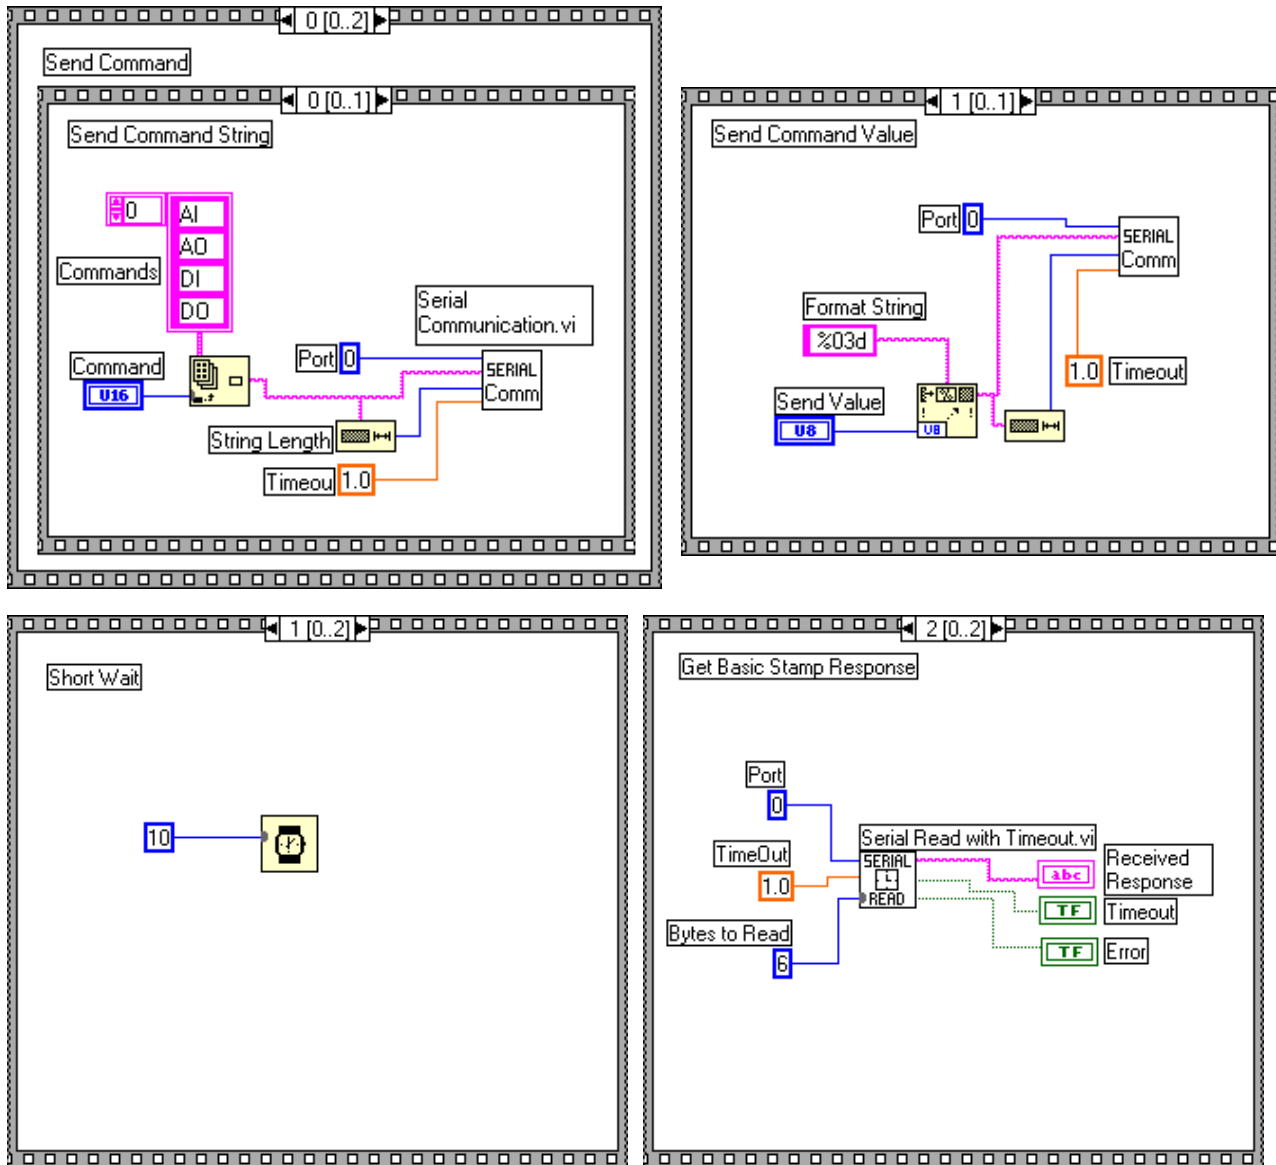 0 [0..2]
Send Command
0 [0..1]
Send Command String
0
AI
AO
DI
DO
Commands
Serial
Communication.vi
Port 0
Command
U16
SERIAL
Comm
String Length
Timeou 1.0
1 [0..1]
Send Command Value
Port 0
SERIAL
Comm
Format String
%03d
1.0 Timeout
Send Value
U8
U8
1 [0..2]
Short Wait
10
2 [0..2]
Get Basic Stamp Response
Port
0
Serial Read with Timeout.vi
TimeOut
1.0
SERIAL
READ
abc
Received
Response
TF
Timeout
Bytes to Read
6
TF
Error